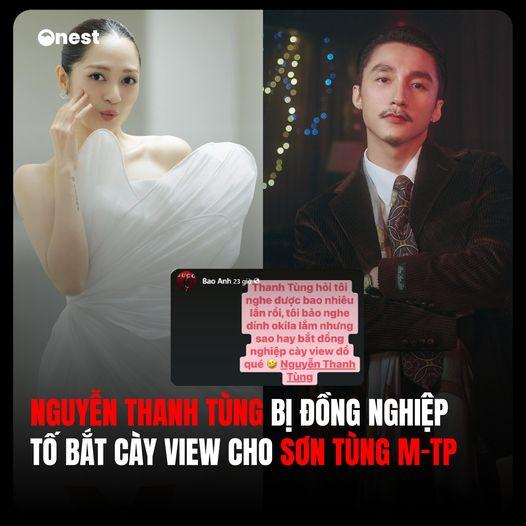 Onest
Bao Anh 23 giờ
Thanh Tùng hỏi tôi
nghe được bao nhiêu
lần rồi, tôi bảo nghe
dính okila lắm nhưng
sao hay bắt đồng
nghiệp cày view đồ
qué 🤣 Nguyễn Thanh
Tùng
NGUYỄN THANH TÙNG BỊ ĐỒNG NGHIỆP
TỐ BẮT CÀY VIEW CHO SƠN TÙNG M-TP